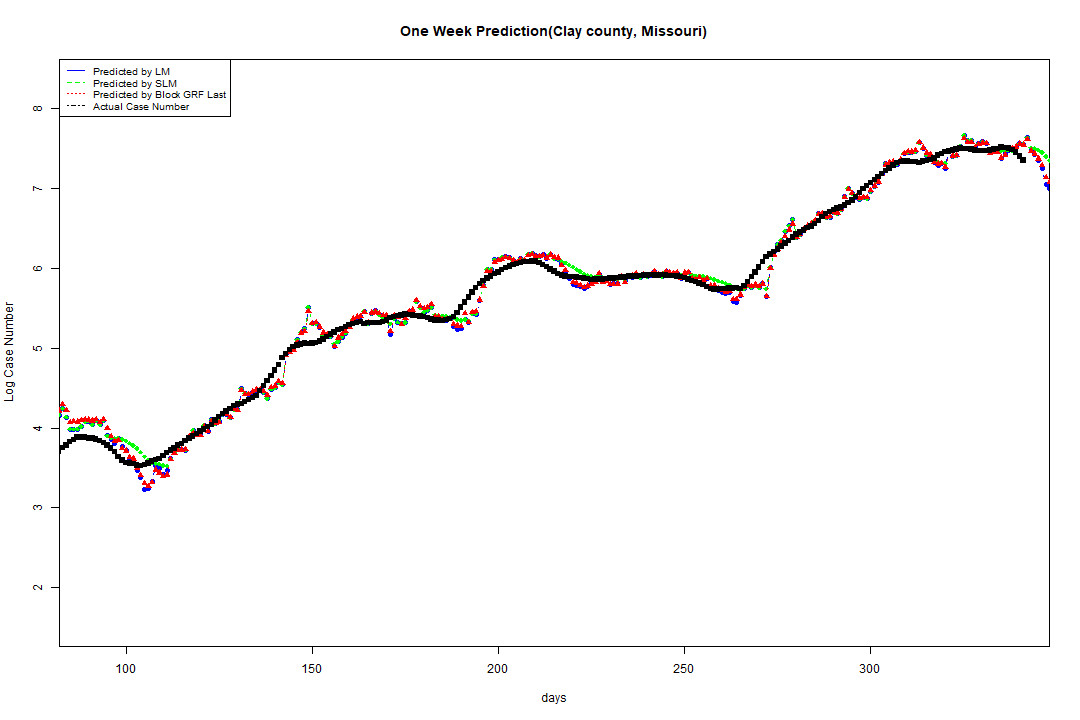 One Week Prediction(Clay county, Missouri)
Predicted by LM
Predicted by SLM
Predicted by Block GRF Last
Actual Case Number
8
7
6
5
4
3
2
Log Case Number
100 150 200 250 300
days